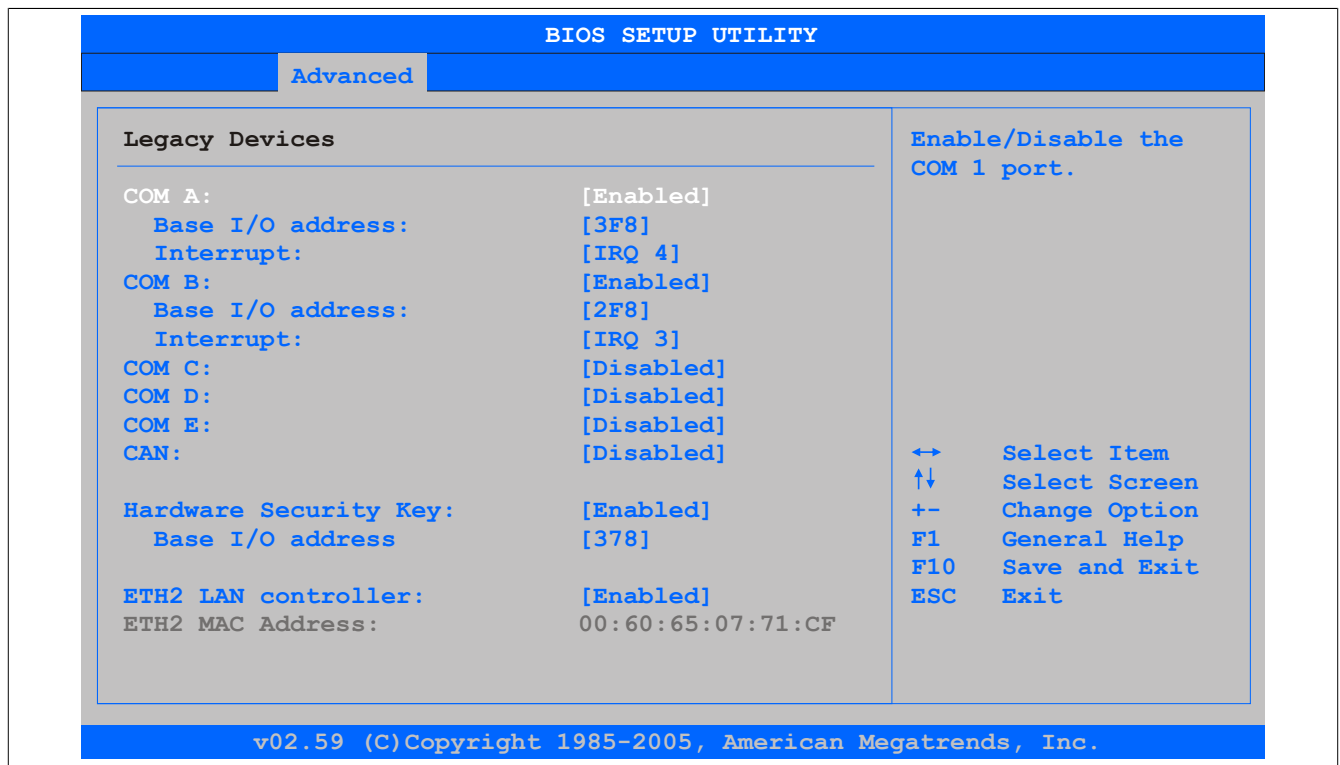 BIOS SETUP UTILITY
Advanced
Legacy Devices
COM A: [Enabled]
Base I/O address: [3F8]
Interrupt: [IRQ 4]
COM B: [Enabled]
Base I/O address: [2F8]
Interrupt: [IRQ 3]
COM C: [Disabled]
COM D: [Disabled]
COM E: [Disabled]
CAN: [Disabled]
Hardware Security Key: [Enabled]
Base I/O address [378]
ETH2 LAN controller: [Enabled]
ETH2 MAC Address: 00:60:65:07:71:CF
Enable/Disable the
COM 1 port.
↔ Select Item
↑↓ Select Screen
+- Change Option
F1 General Help
F10 Save and Exit
ESC Exit
v02.59 (C)Copyright 1985-2005, American Megatrends, Inc.